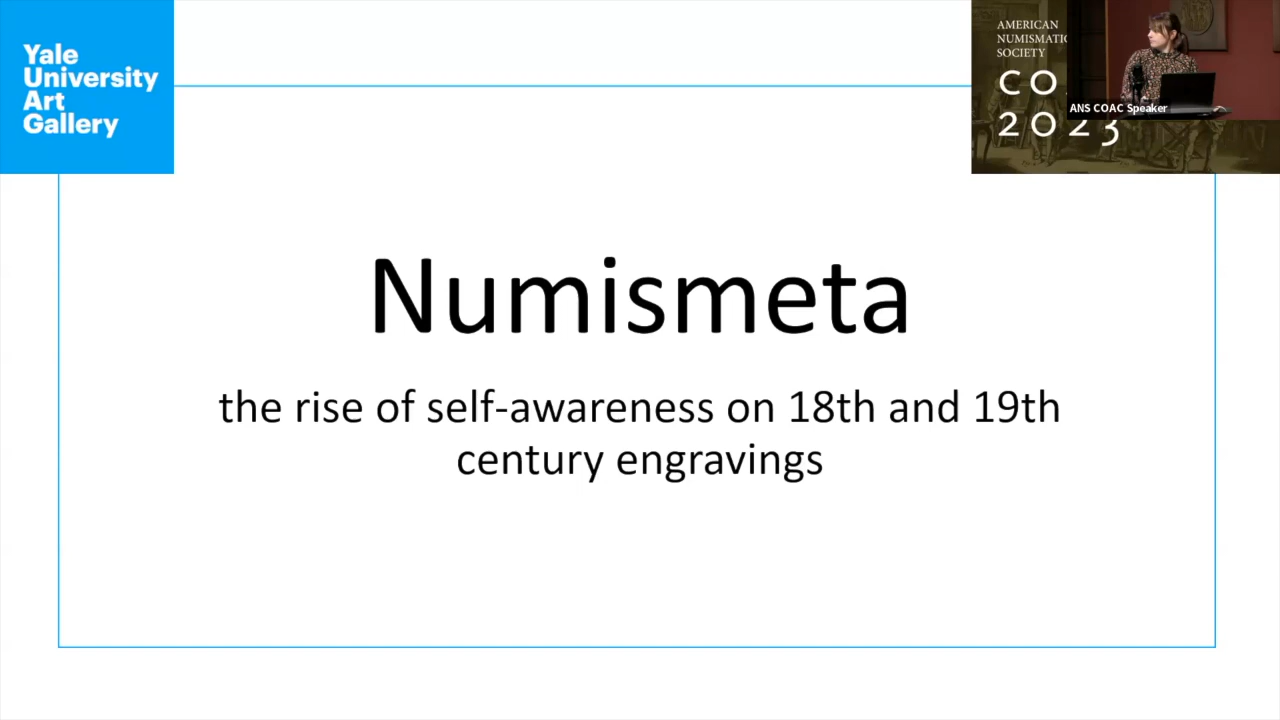 Yale
University
Art
Gallery
AMERICAN
NUMISMATIC
SOCIETY
CO
2023
ANS COAC Speaker
Numismeta
the rise of self-awareness on 18th and 19th
century engravings